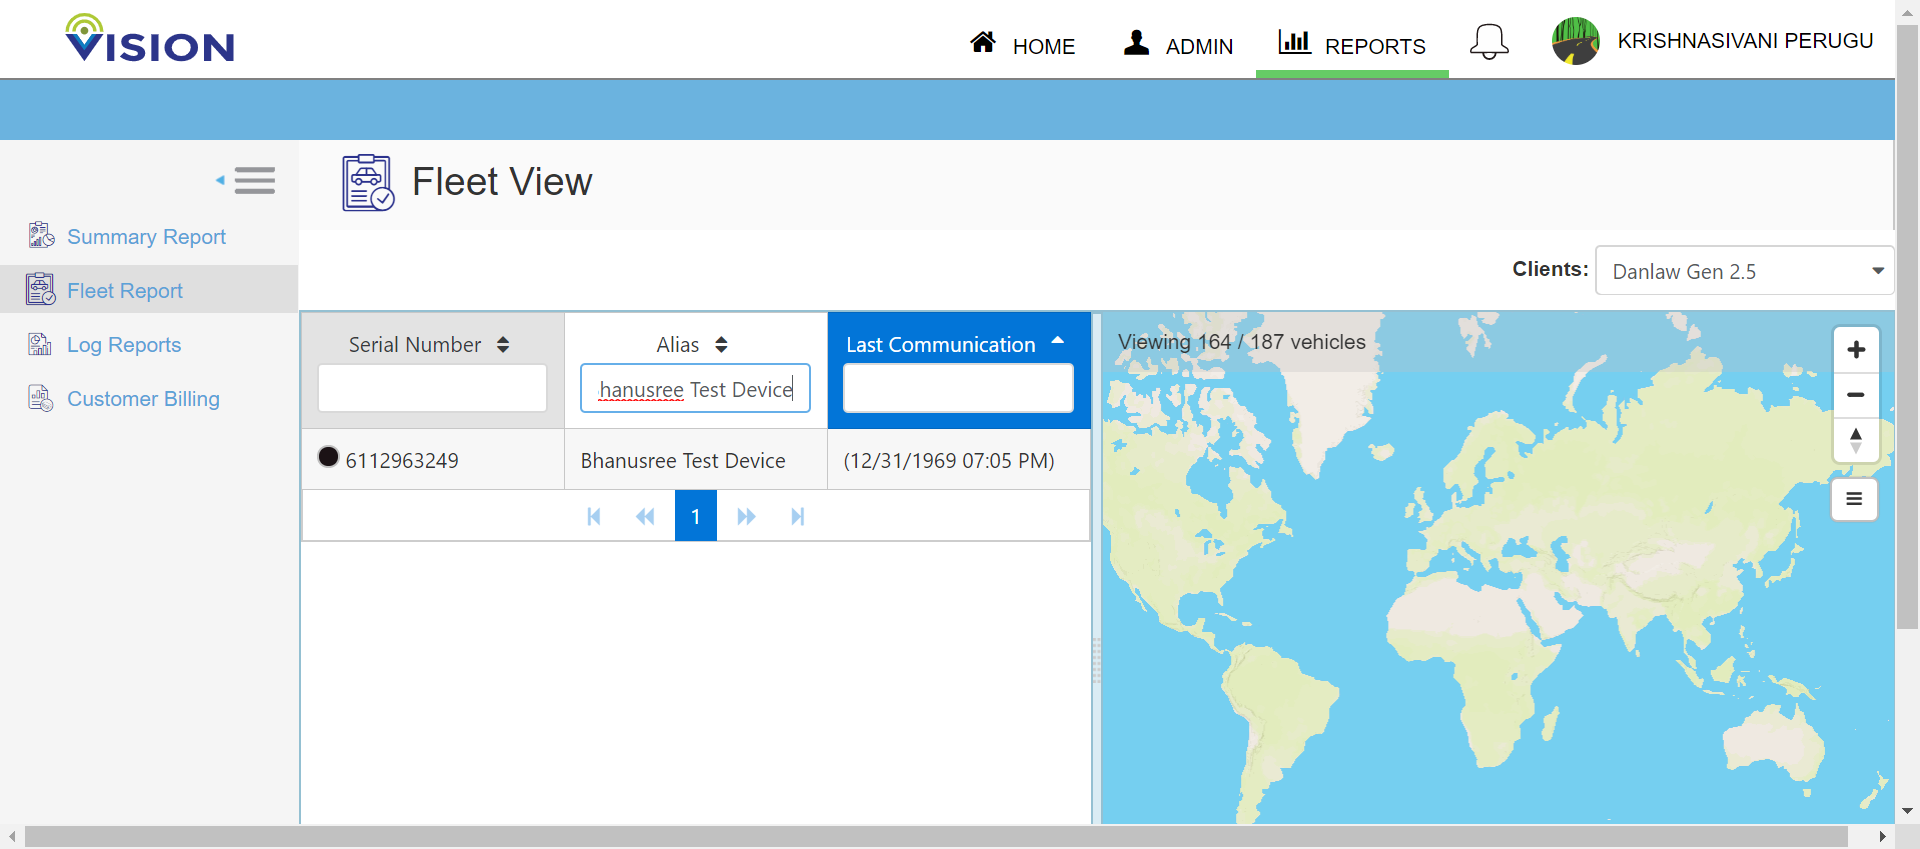 VISION
HOME
ADMIN
REPORTS
KRISHNASIVANI PERUGU
Fleet View
Summary Report
Fleet Report
Log Reports
Customer Billing
Clients:
Danlaw Gen 2.5
Serial Number
Alias
Last Communication
hanusree Test Device
6112963249
Bhanusree Test Device
(12/31/1969 07:05 PM)
1
Viewing 164 / 187 vehicles